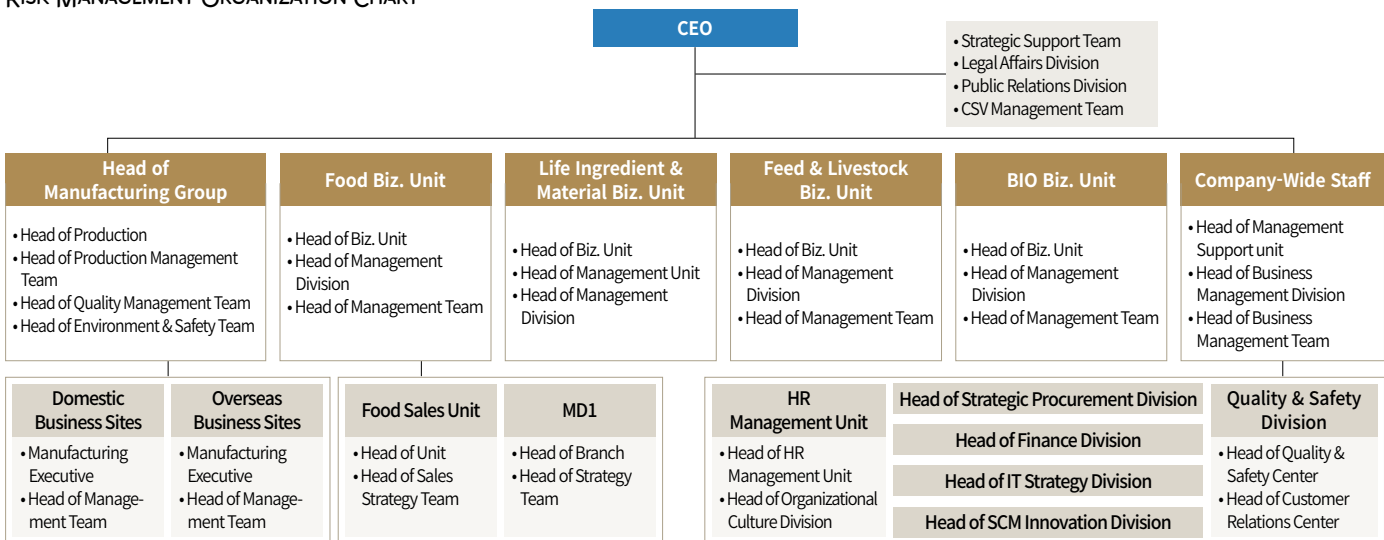 RISK MANAGEMENT ORGANIZATION CHART
CEO
• Strategic Support Team
• Legal Affairs Division
• Public Relations Division
• CSV Management Team
Head of
Manufacturing Group
• Head of Production
• Head of Production Management
Team
• Head of Quality Management Team
• Head of Environment & Safety Team
Food Biz. Unit
• Head of Biz. Unit
• Head of Management
Division
• Head of Management Team
Life Ingredient &
Material Biz. Unit
• Head of Biz. Unit
• Head of Management Unit
• Head of Management
Division
Feed & Livestock
Biz. Unit
• Head of Biz. Unit
• Head of Management
Division
• Head of Management Team
BIO Biz. Unit
• Head of Biz. Unit
• Head of Management
Division
• Head of Management Team
Company-Wide Staff
• Head of Management
Support unit
• Head of Business
Management Division
• Head of Business
Management Team
Domestic
Business Sites
• Manufacturing
Executive
• Head of Manage-
ment Team
Overseas
Business Sites
• Manufacturing
Executive
• Head of Manage-
ment Team
Food Sales Unit
• Head of Unit
• Head of Sales
Strategy Team
MD1
• Head of Branch
• Head of Strategy
Team
HR
Management Unit
• Head of HR
Management Unit
• Head of Organizational
Culture Division
Head of Strategic Procurement Division
Head of Finance Division
Head of IT Strategy Division
Head of SCM Innovation Division
Quality & Safety
Division
• Head of Quality &
Safety Center
• Head of Customer
Relations Center